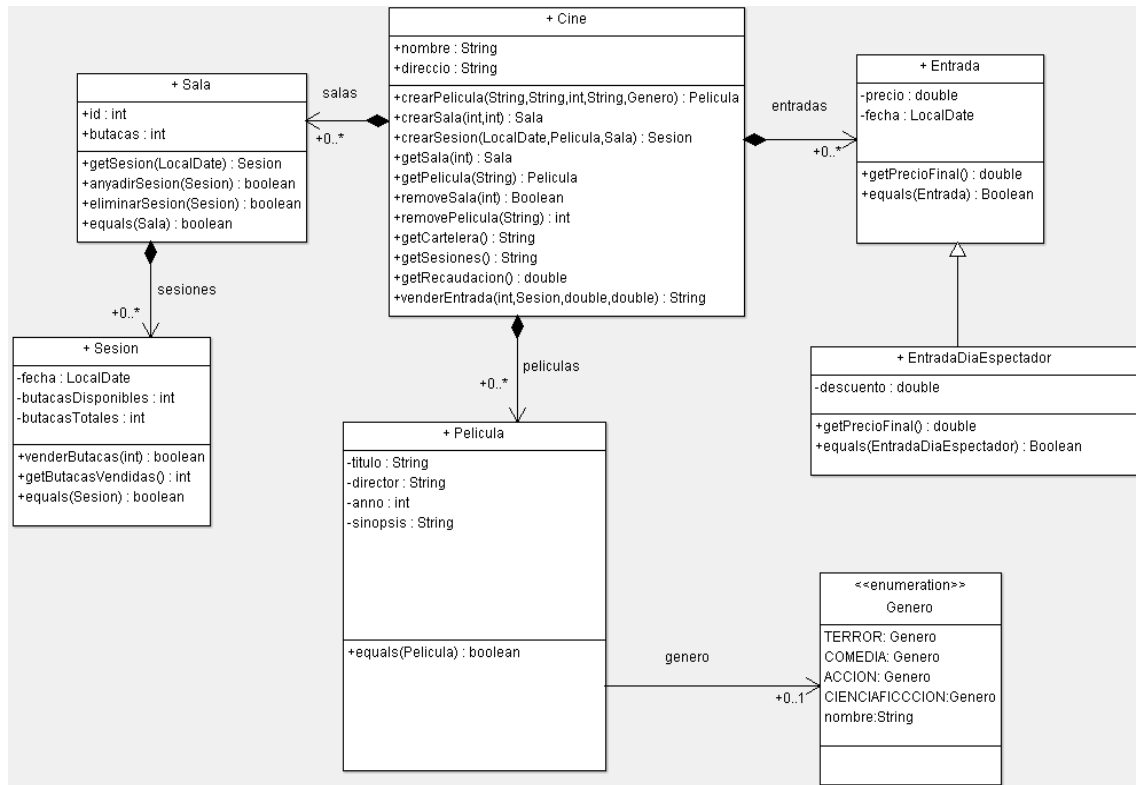 + Cine
+nombre : String
+direccio : String
+crearPelicula(String,String,int,String,Genero) : Pelicula
+crearSala(int,int) : Sala
+crearSesion(LocalDate,Pelicula,Sala) : Sesion
+getSala(int) : Sala
+getPelicula(String) : Pelicula
+removeSala(int) : Boolean
+removePelicula(String) : int
+getCartelera() : String
+getSesiones() : String
+getRecaudacion() : double
+venderEntrada(int,Sesion,double,double) : String
salas
+0..*
+ Sala
+id : int
+butacas : int
+getSesion(LocalDate) : Sesion
+anyadirSesion(Sesion) : boolean
+eliminarSesion(Sesion) : boolean
+equals(Sala) : boolean
entradas
+0..*
+ Entrada
-precio : double
-fecha : LocalDate
+getPrecioFinal() : double
+equals(Entrada) : Boolean
sesiones
+0..*
+ Sesion
-fecha : LocalDate
-butacasDisponibles : int
-butacasTotales : int
+venderButacas(int) : boolean
+getButacasVendidas() : int
+equals(Sesion) : boolean
peliculas
+0..*
+ Pelicula
-titulo : String
-director : String
-anno : int
-sinopsis : String
+equals(Pelicula) : boolean
+ EntradaDiaEspectador
-descuento : double
+getPrecioFinal() : double
+equals(EntradaDiaEspectador) : Boolean
genero
+0..1
<<enumeration>>
Genero
TERROR: Genero
COMEDIA: Genero
ACCION: Genero
CIENCIAFICCCION:Genero
nombre:String